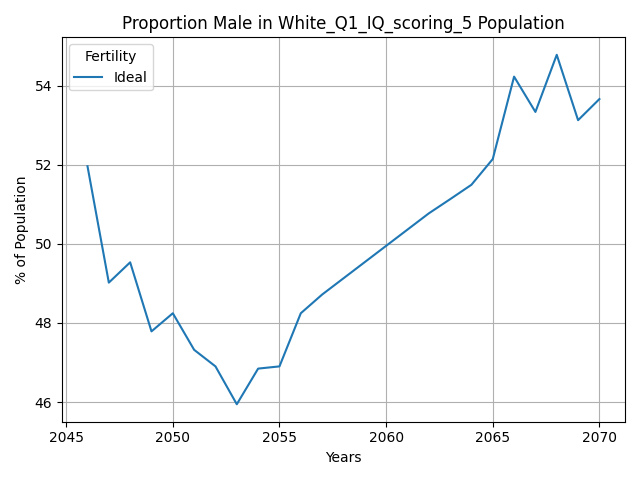 Proportion Male in White_Q1_IQ_scoring_5 Population
Fertility
Ideal
% of Population
54
52
50
48
46
2045 2050 2055 2060 2065 2070
Years